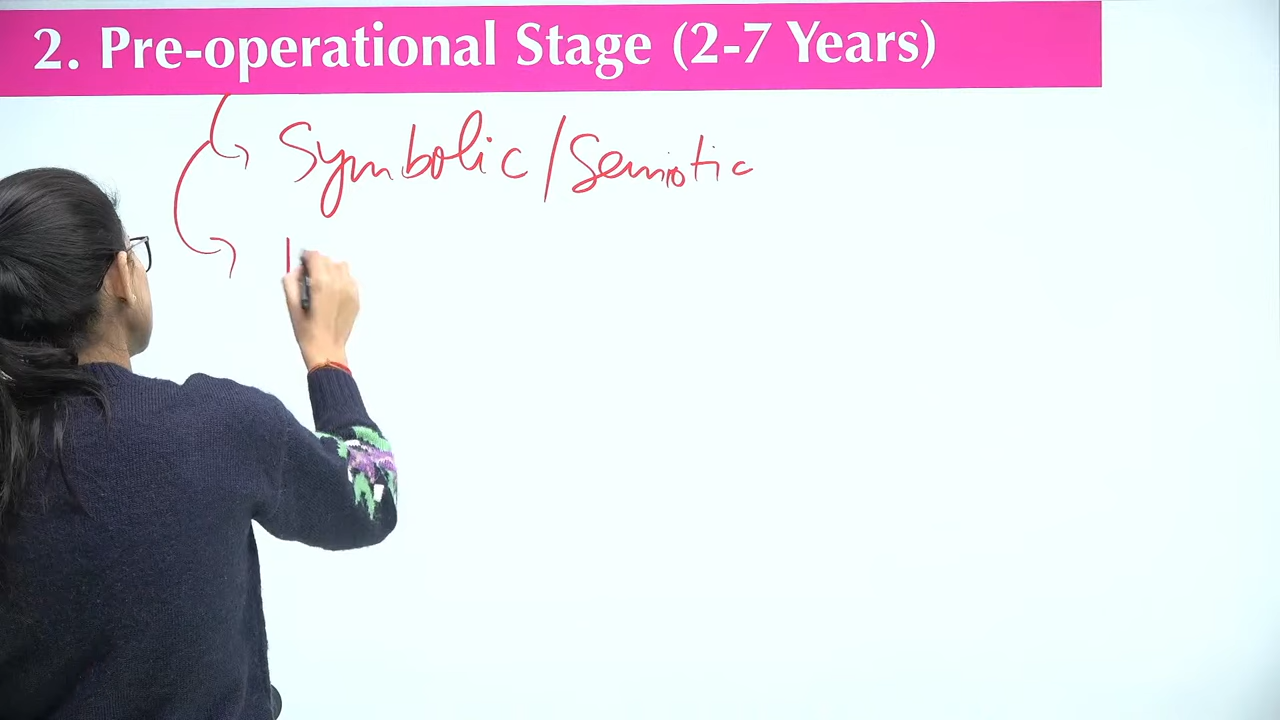 2. Pre-operational Stage (2-7 Years)
Symbolic/Semiotic